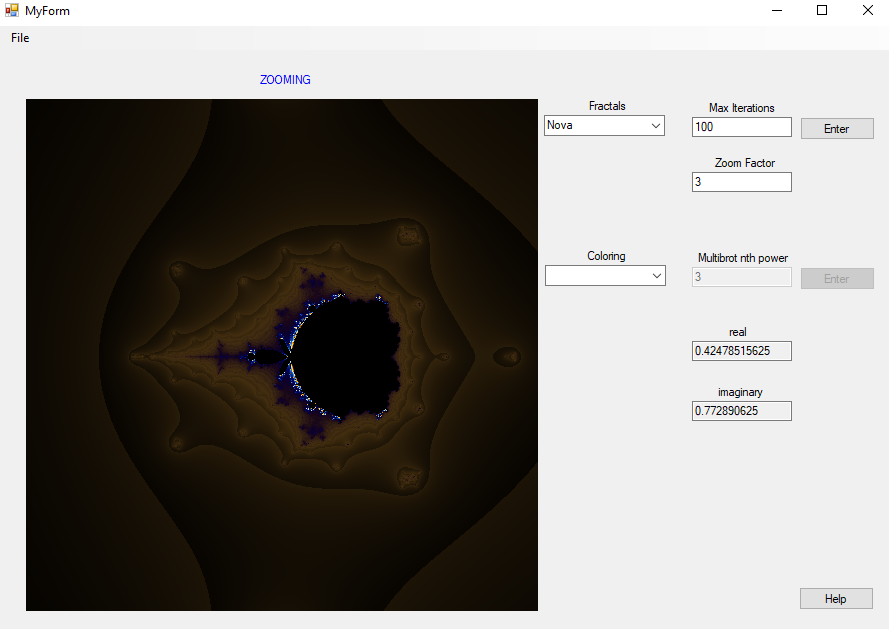 MyForm
File
ZOOMING
Fractals
Nova
Max Iterations
100
Enter
Zoom Factor
3
Coloring
Multibrot nth power
3
Enter
real
0.42478515625
imaginary
0.772890625
Help